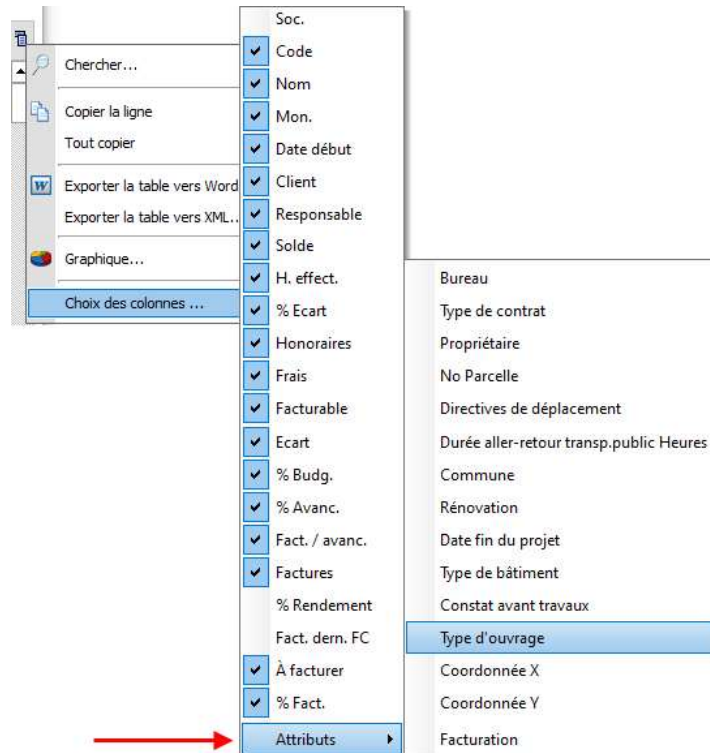 Chercher...
Copier la ligne
Tout copier
Exporter la table vers Word
Exporter la table vers XML..
Graphique...
Choix des colonnes ...
Soc.
Code
Nom
Mon.
Date début
Client
Responsable
Solde
H. effect.
% Ecart
Honoraires
Frais
Facturable
Ecart
% Budg.
% Avanc.
Fact. / avanc.
Factures
% Rendement
Fact. dern. FC
À facturer
% Fact.
Attributs
Bureau
Type de contrat
Propriétaire
No Parcelle
Directives de déplacement
Durée aller-retour transp.public Heures
Commune
Rénovation
Date fin du projet
Type de bâtiment
Constat avant travaux
Type d'ouvrage
Coordonnée X
Coordonnée Y
Facturation